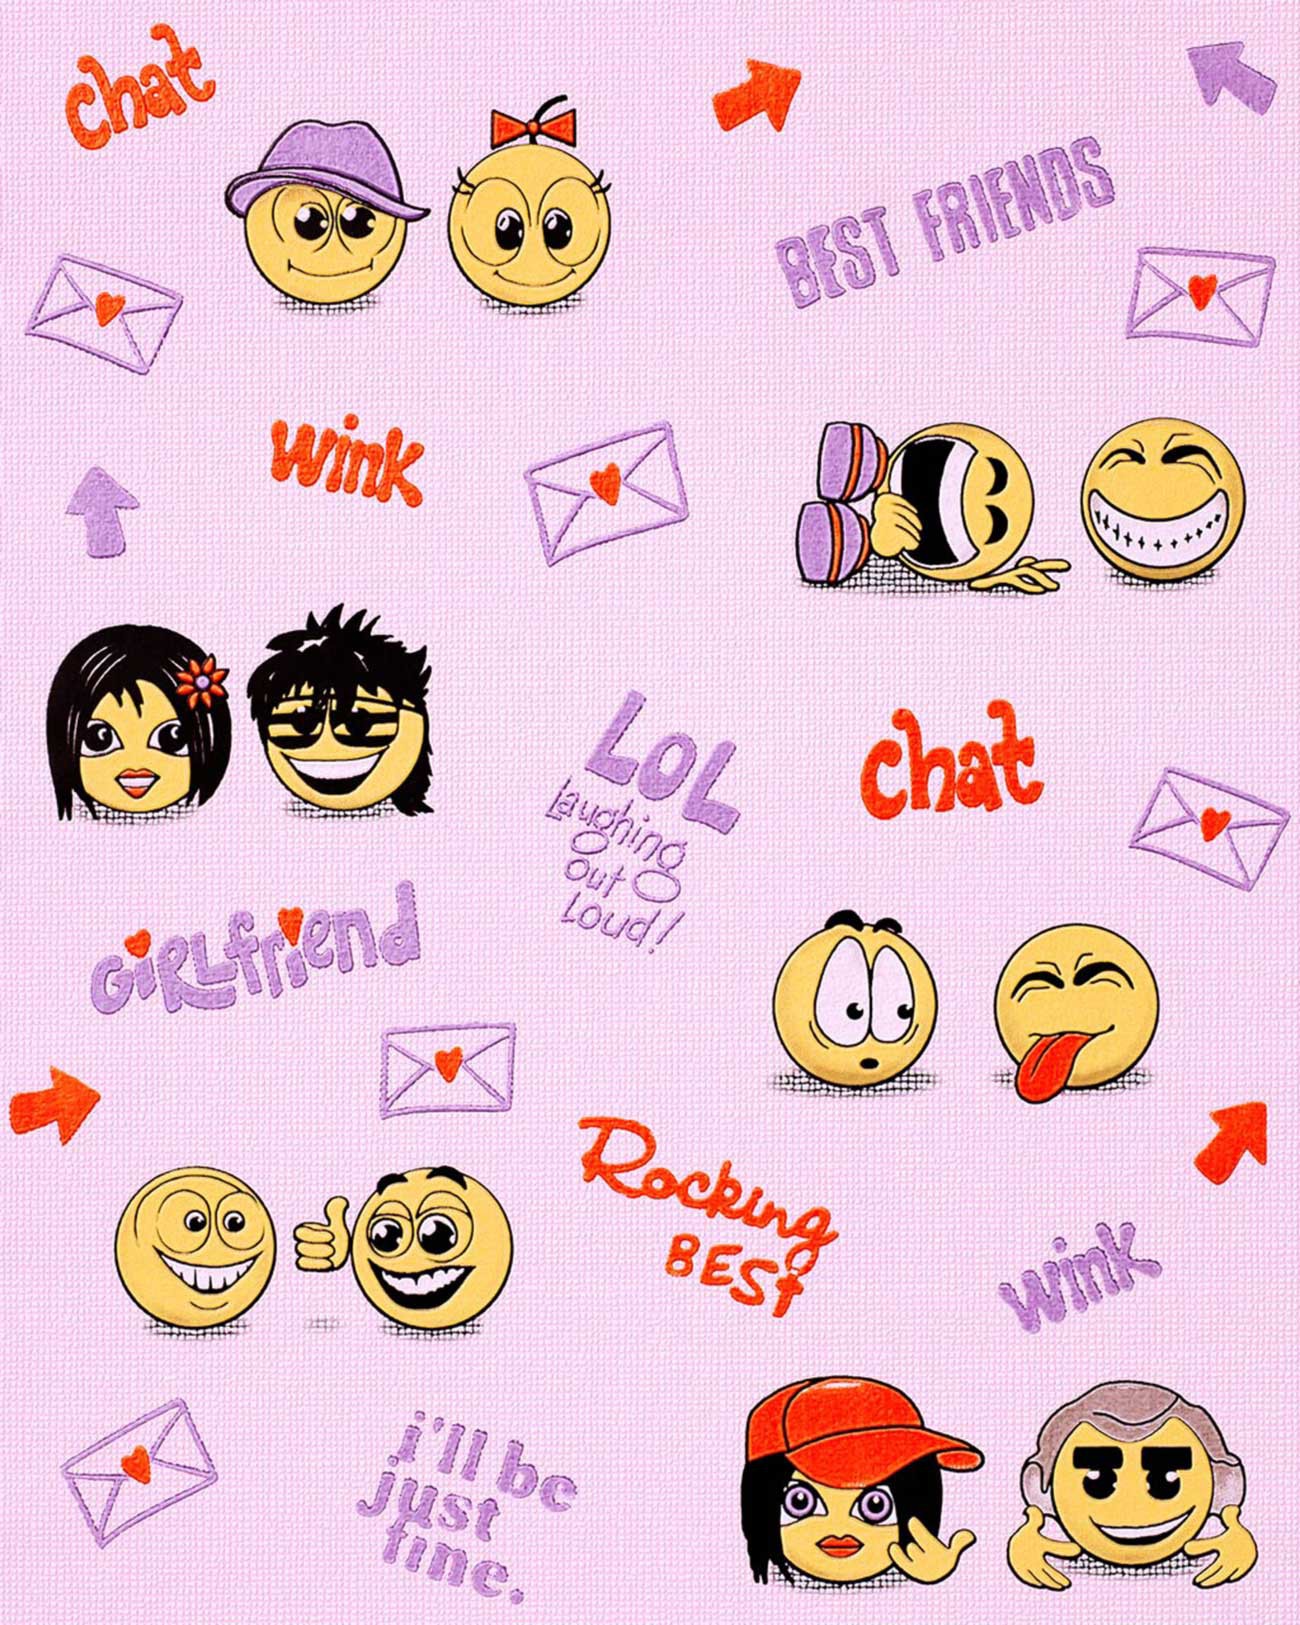 chat
BEST FRIENDS
wink
LOL
Laughing
Out
Loud!
chat
GiRLfriend
Rocking
BEST
wink
i'll be
just
fine.